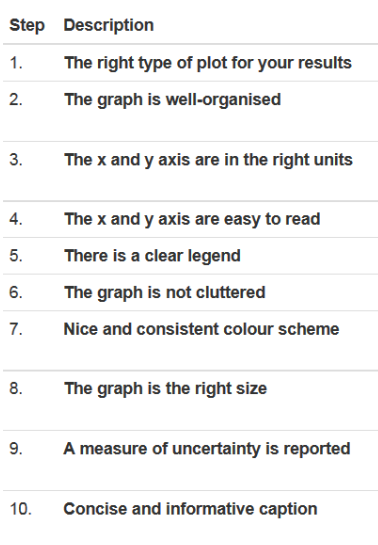 Step Description
1. The right type of plot for your results
2. The graph is well-organised
3. The x and y axis are in the right units
4. The x and y axis are easy to read
5. There is a clear legend
6. The graph is not cluttered
7. Nice and consistent colour scheme
8. The graph is the right size
9. A measure of uncertainty is reported
10. Concise and informative caption